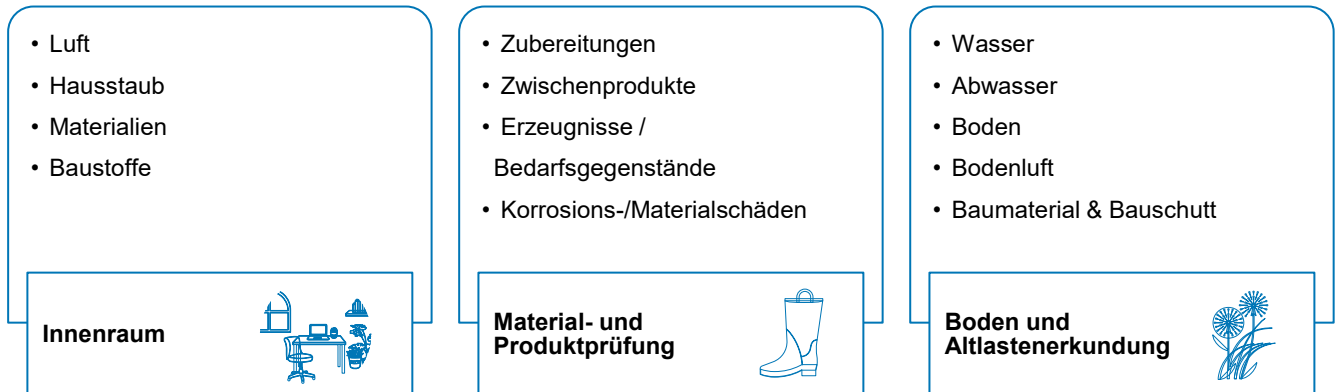 • Luft
• Hausstaub
• Materialien
• Baustoffe
Innenraum
• Zubereitungen
• Zwischenprodukte
• Erzeugnisse /
Bedarfsgegenstände
• Korrosions-/Materialschäden
Material- und
Produktprüfung
• Wasser
• Abwasser
• Boden
• Bodenluft
• Baumaterial & Bauschutt
Boden und
Altlastenerkundung